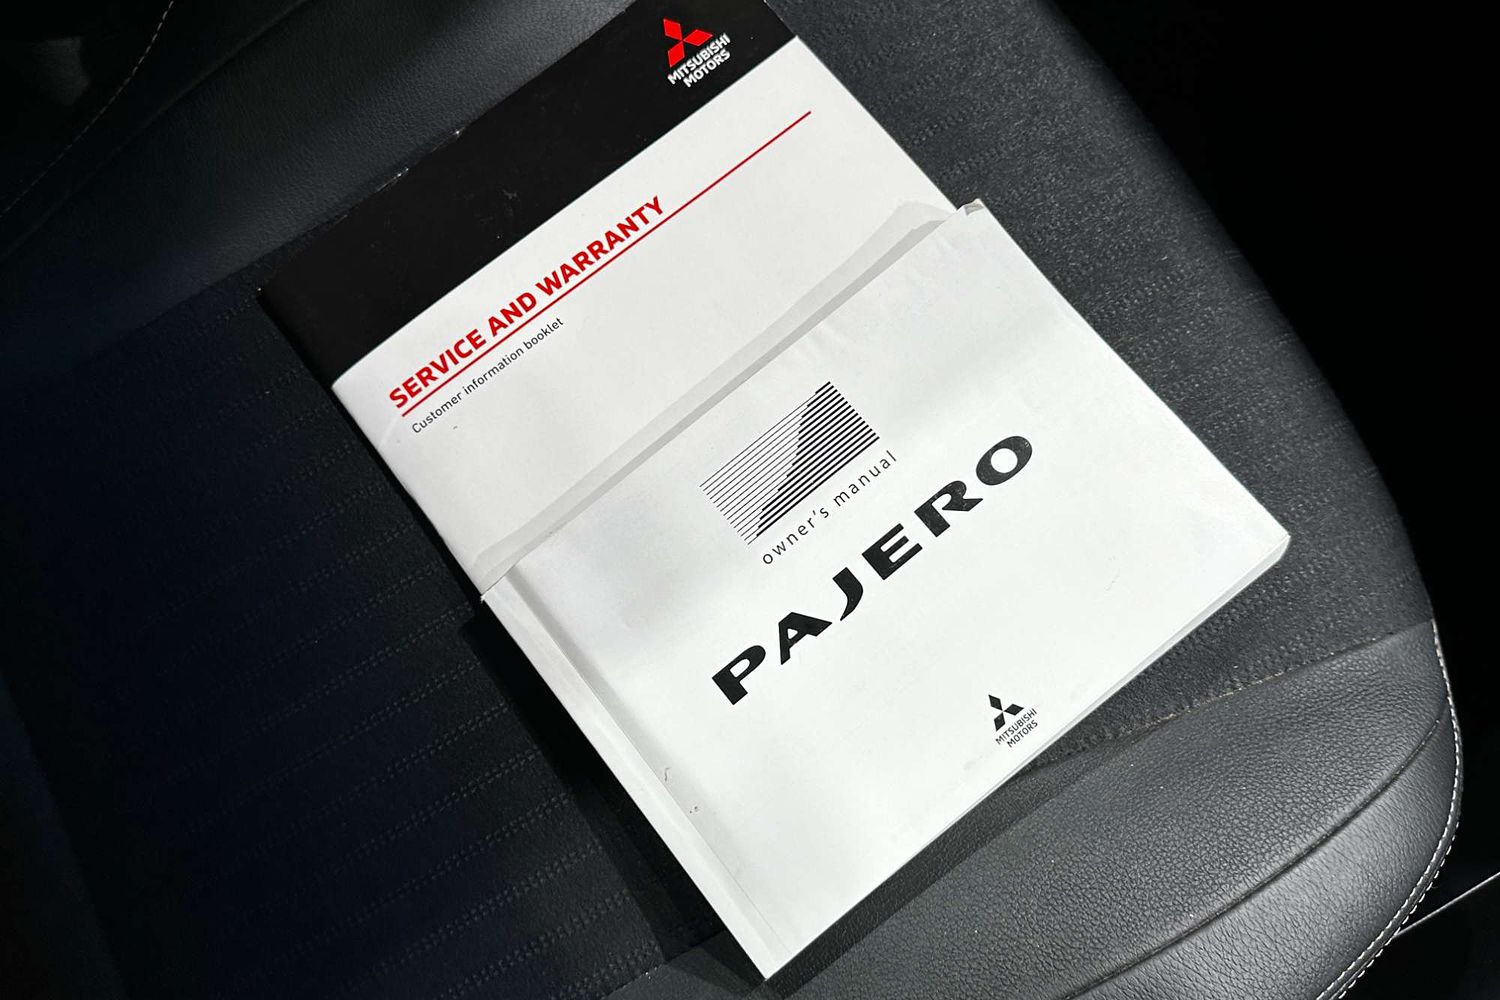 MITSUBISHI
MOTORS
SERVICE AND WARRANTY
Customer information booklet
owner's manual
PAJERO
MITSUBISHI
MOTORS